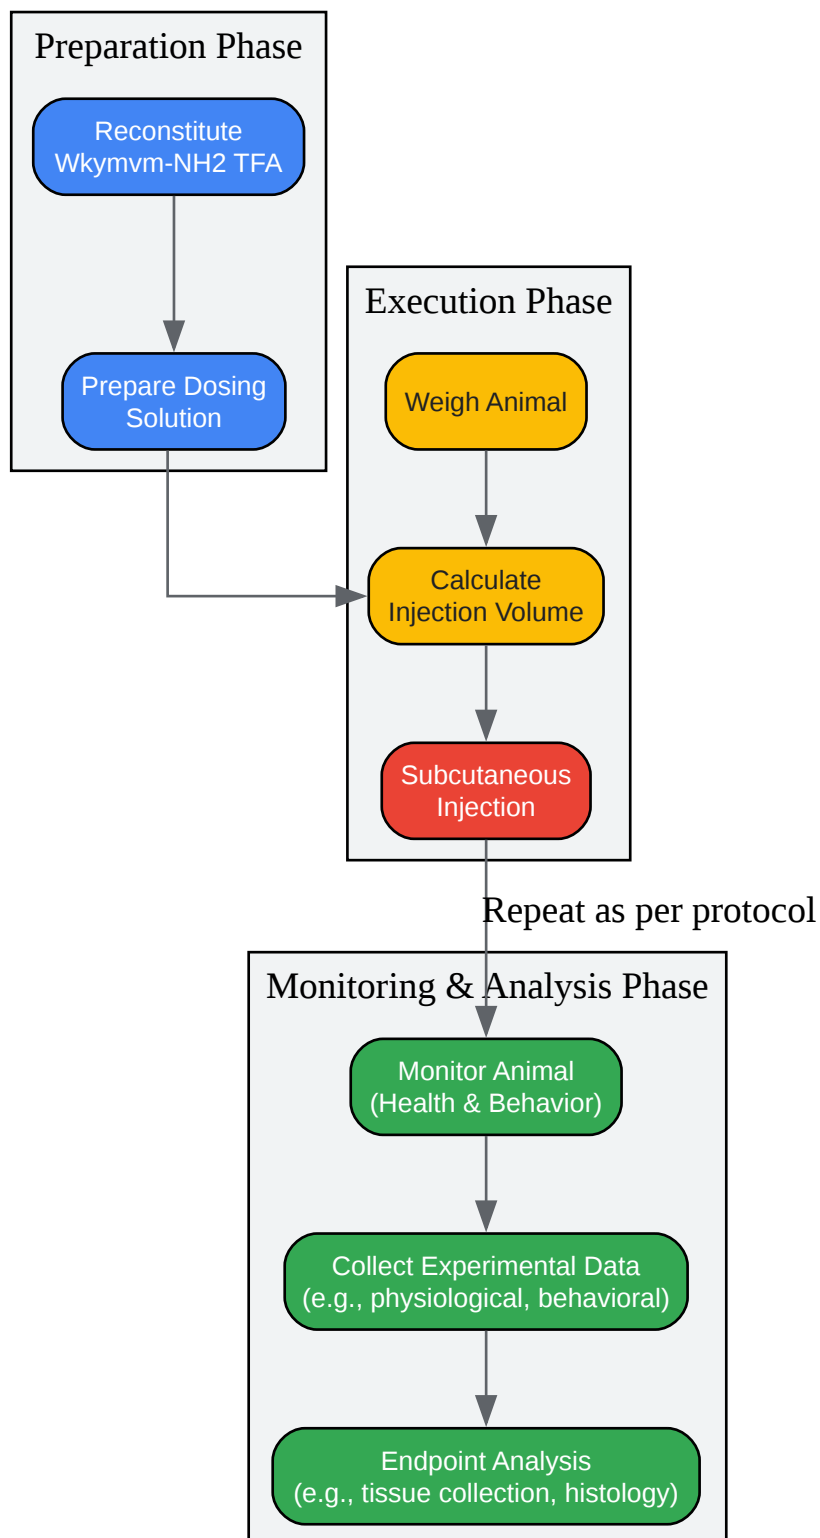 Preparation Phase
Reconstitute
Wkymvm-NH2 TFA
Prepare Dosing
Solution
Execution Phase
Weigh Animal
Calculate
Injection Volume
Subcutaneous
Injection
Repeat as per protocol
Monitoring & Analysis Phase
Monitor Animal
(Health & Behavior)
Collect Experimental Data
(e.g., physiological, behavioral)
Endpoint Analysis
(e.g., tissue collection, histology)